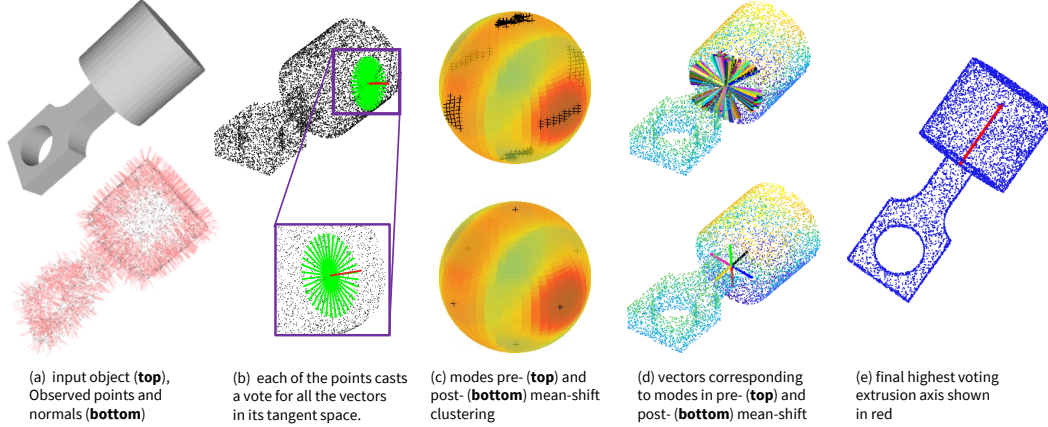 (a) input object (top),
Observed points and
normals (bottom)
(b) each of the points casts
a vote for all the vectors
in its tangent space.
(c) modes pre- (top) and
post- (bottom) mean-shift
clustering
(d) vectors corresponding
to modes in pre- (top) and
post- (bottom) mean-shift
(e) final highest voting
extrusion axis shown
in red